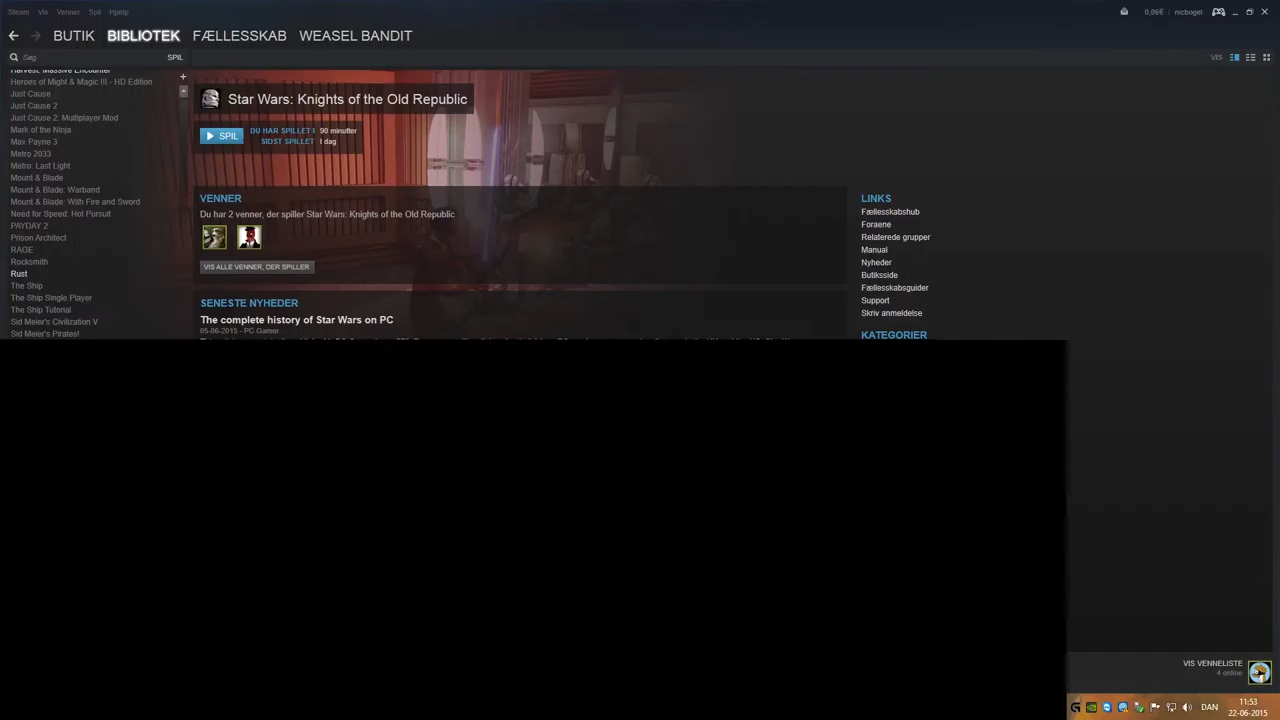 Steam Vis Venner Spil Hjælp
0,06€ mcbogel
BUTIK BIBLIOTEK FÆLLESSKAB WEASEL BANDIT
Søg SPIL VIS
Harvest: Massive Encounter
Heroes of Might & Magic III - HD Edition
Just Cause
Just Cause 2
Just Cause 2: Multiplayer Mod
Mark of the Ninja
Max Payne 3
Metro 2033
Metro: Last Light
Mount & Blade
Mount & Blade: Warband
Mount & Blade: With Fire and Sword
Need for Speed: Hot Pursuit
PAYDAY 2
Prison Architect
RAGE
Rocksmith
Rust
The Ship
The Ship Single Player
The Ship Tutorial
Sid Meier's Civilization V
Sid Meier's Pirates!
Star Wars: Knights of the Old Republic
SPIL
DU HAR SPILLET I 90 minutter
SIDST SPILLET I dag
VENNER
Du har 2 venner, der spiller Star Wars: Knights of the Old Republic
VIS ALLE VENNER, DER SPILLER
SENESTE NYHEDER
The complete history of Star Wars on PC
05-06-2015 - PC Gamer
LINKS
Fællesskabshub
Foraene
Relaterede grupper
Manual
Nyheder
Butiksside
Fællesskabsguider
Support
Skriv anmeldelse
KATEGORIER
VIS VENNELISTE
4 online
DAN
11:53
22-06-2015